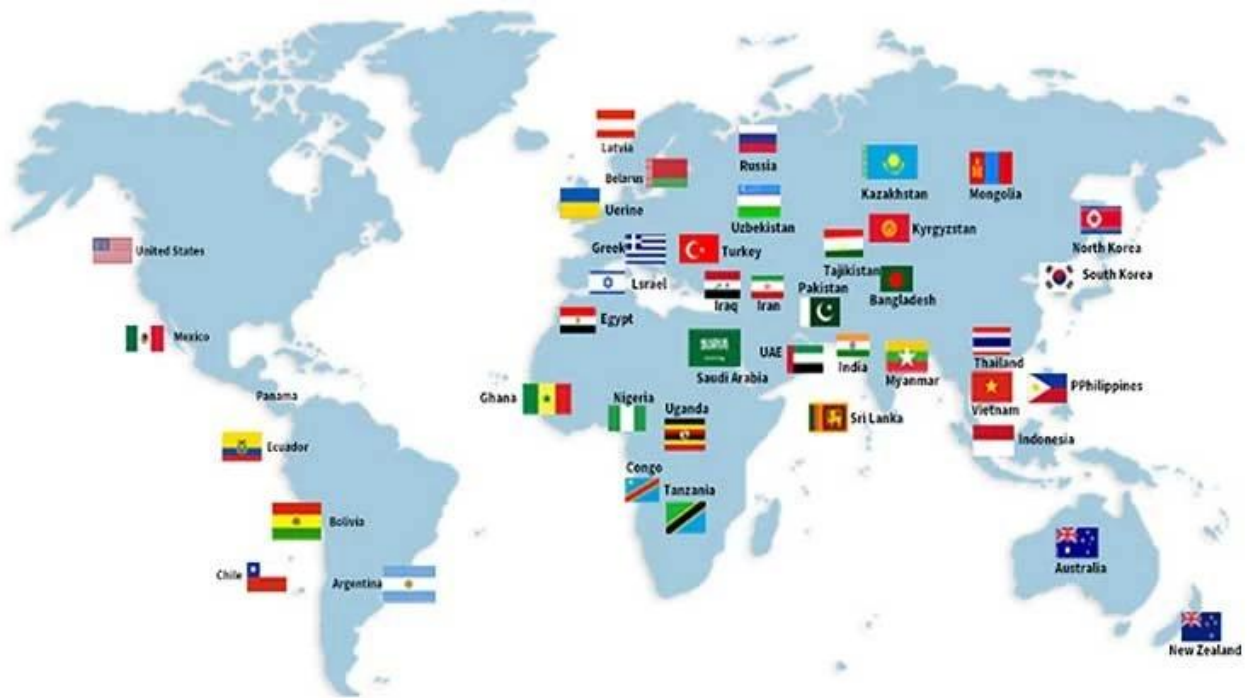 Latvia
Russia
Belarus
Kazakhstan
Mongolia
Uerine
Uzbekistan
Kyrgyzstan
North Korea
United States
Greek
Turkey
Tajikistan
South Korea
Lsrael
Iraq
Iran
Pakistan
Bangladesh
Egypt
Mexico
Saudi Arabia
UAE
India
Myanmar
Thailand
Panama
Ghana
Nigeria
Uganda
Sri Lanka
Vietnam
PPhilippines
Ecuador
Indonesia
Congo
Tanzania
Bolivia
Chile
Argentina
Australia
New Zealand